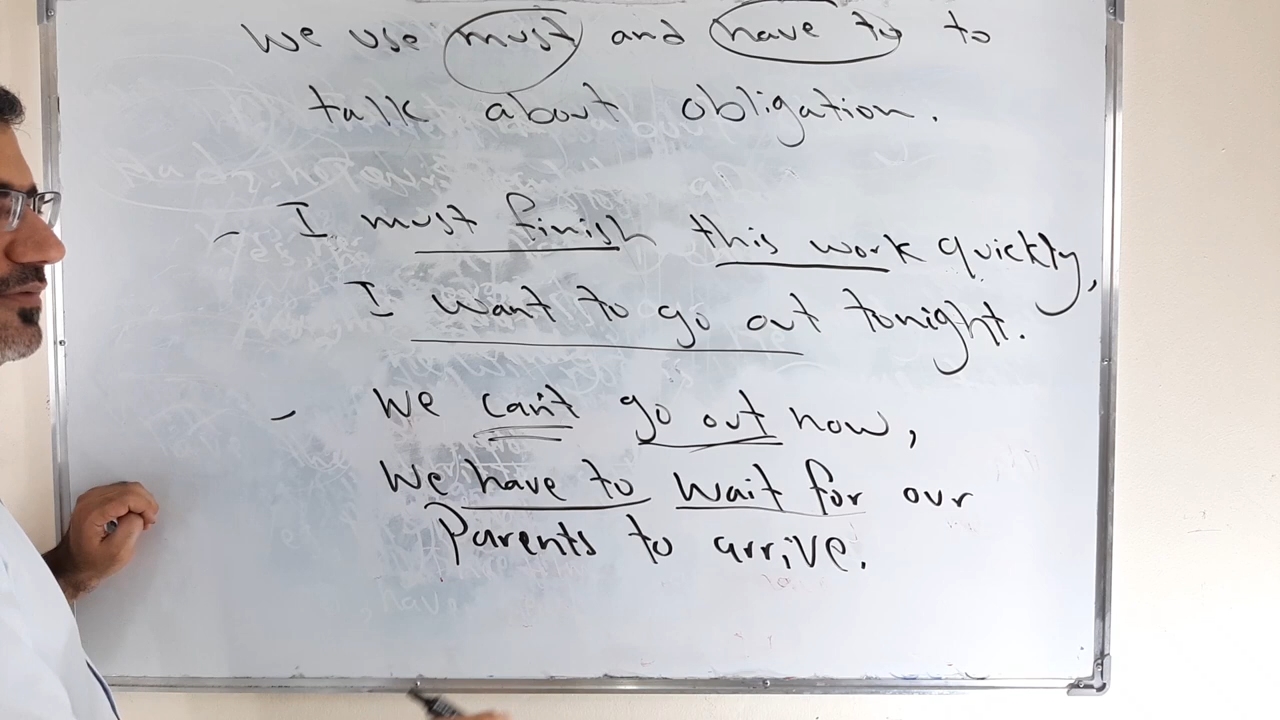 We use must and have to to
talk about obligation.
- I must finish this work quickly,
I want to go out tonight.
- We can't go out now,
We have to wait for our
Parents to arrive.